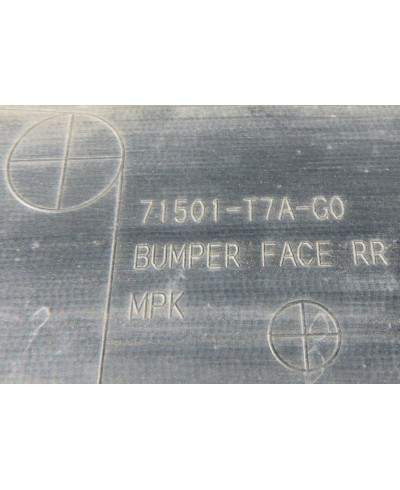 71501-T7A-G0
BUMPER FACE RR
MPK